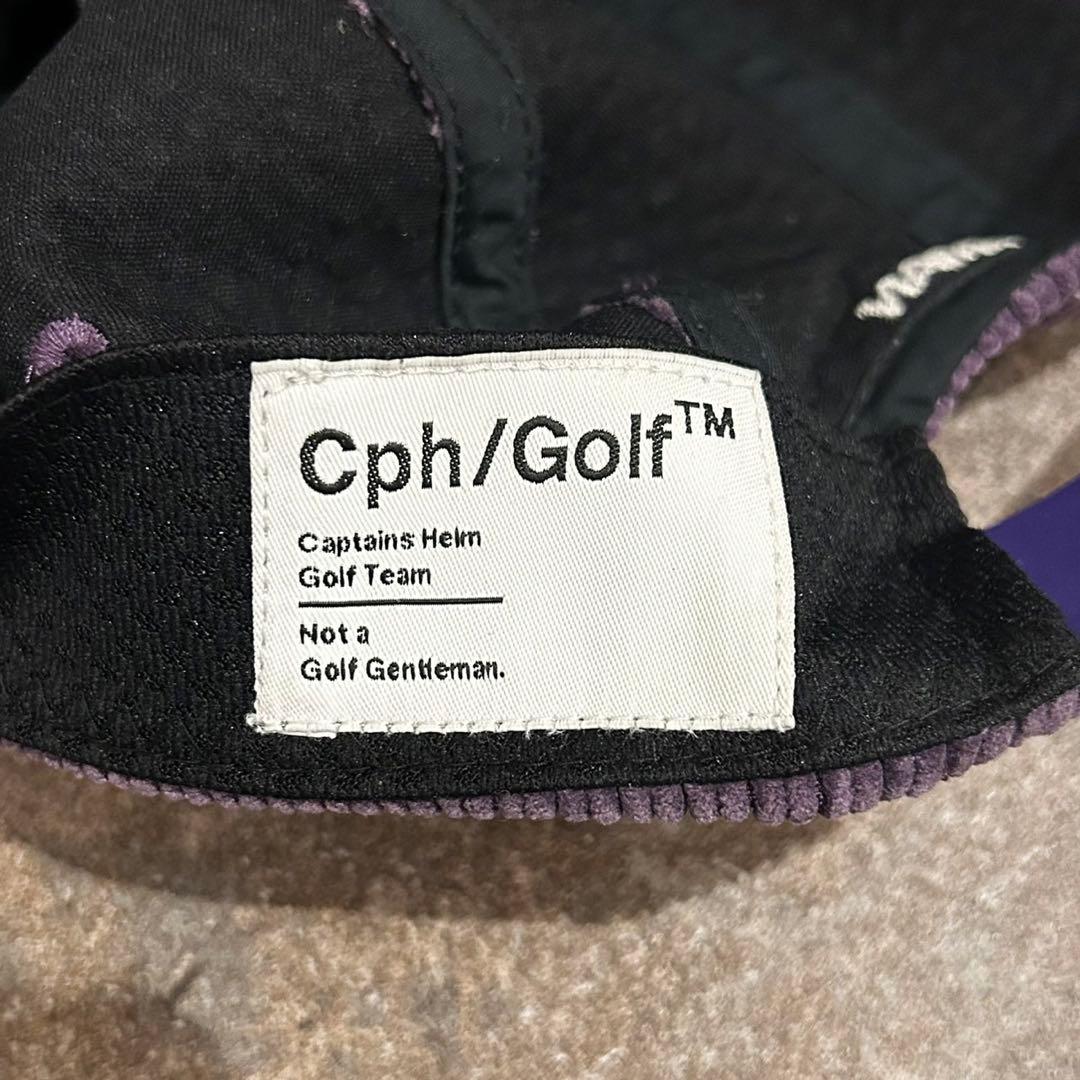 Cph/Golf™
Captains Helm
Golf Team
Not a
Golf Gentleman.